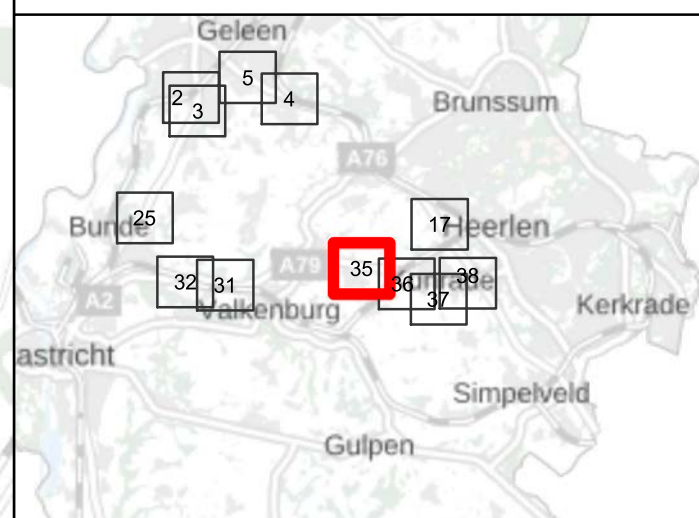 Geleen
5
2
4
3
Brunssum
A76
25
Bunde
17
Heerlen
A79
35
32
31
36
38
37
A2
Valkenburg
Kerkrade
astricht
Simpelveld
Gulpen